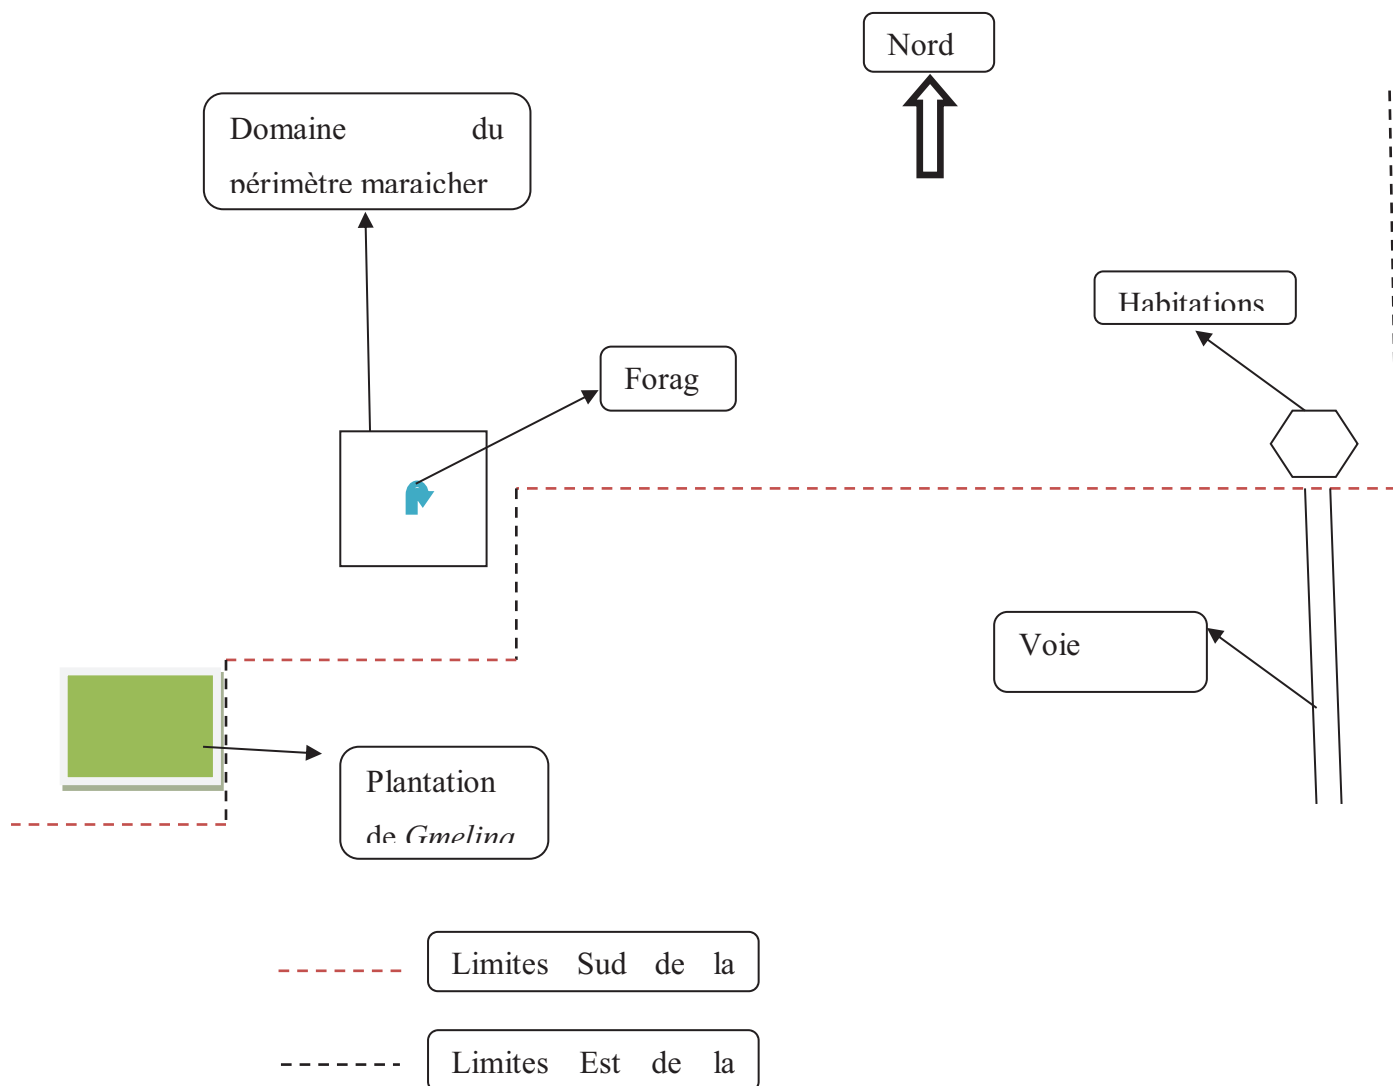 Nord
Domaine du
périmètre maraicher
Habitations
Forag
Voie
Plantation
de Gmelina
Limites Sud de la
Limites Est de la